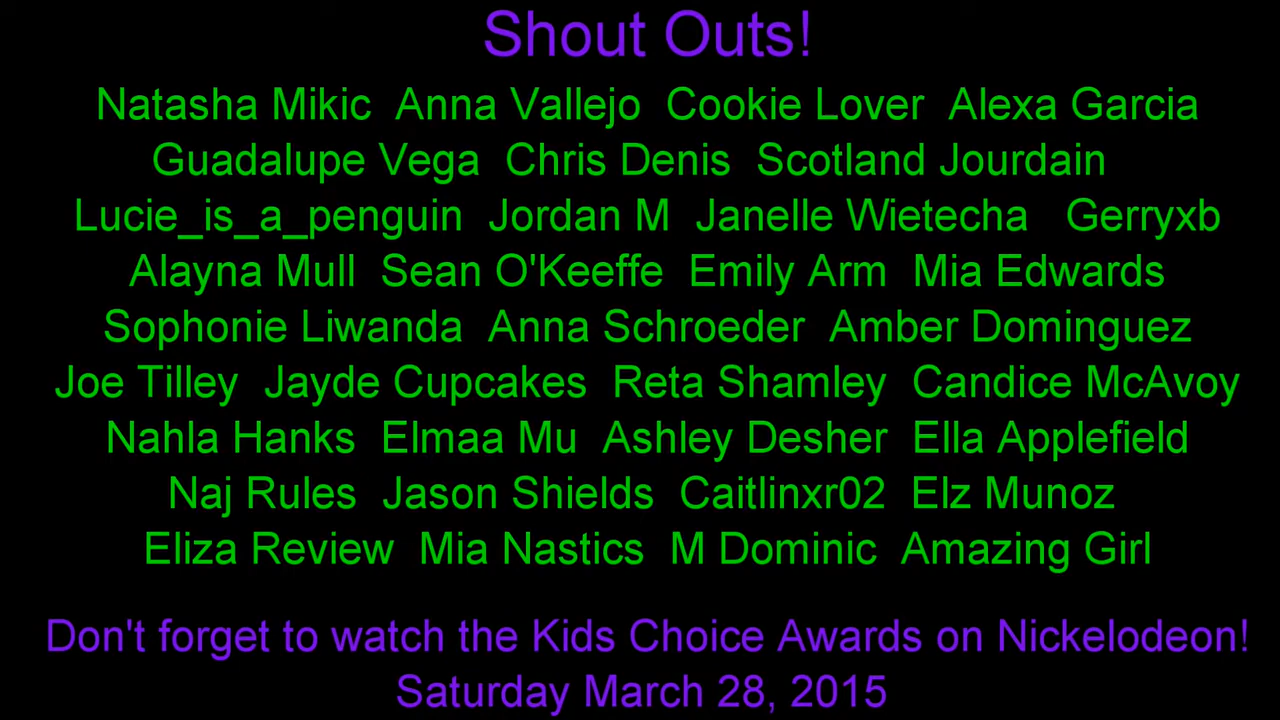 Shout Outs!
Natasha Mikic  Anna Vallejo  Cookie Lover  Alexa Garcia
Guadalupe Vega  Chris Denis  Scotland Jourdain
Lucie_is_a_penguin  Jordan M  Janelle Wietecha   Gerryxb
Alayna Mull  Sean O'Keeffe  Emily Arm  Mia Edwards
Sophonie Liwanda  Anna Schroeder  Amber Dominguez
Joe Tilley  Jayde Cupcakes  Reta Shamley  Candice McAvoy
Nahla Hanks  Elmaa Mu  Ashley Desher  Ella Applefield
Naj Rules  Jason Shields  Caitlinxr02  Elz Munoz
Eliza Review  Mia Nastics  M Dominic  Amazing Girl
Don't forget to watch the Kids Choice Awards on Nickelodeon!
Saturday March 28, 2015